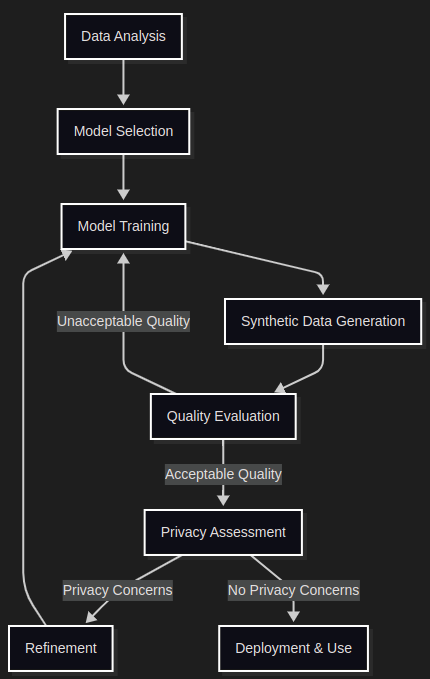 Data Analysis
Model Selection
Model Training
Unacceptable Quality
Synthetic Data Generation
Quality Evaluation
Acceptable Quality
Privacy Assessment
Privacy Concerns
No Privacy Concerns
Refinement
Deployment & Use